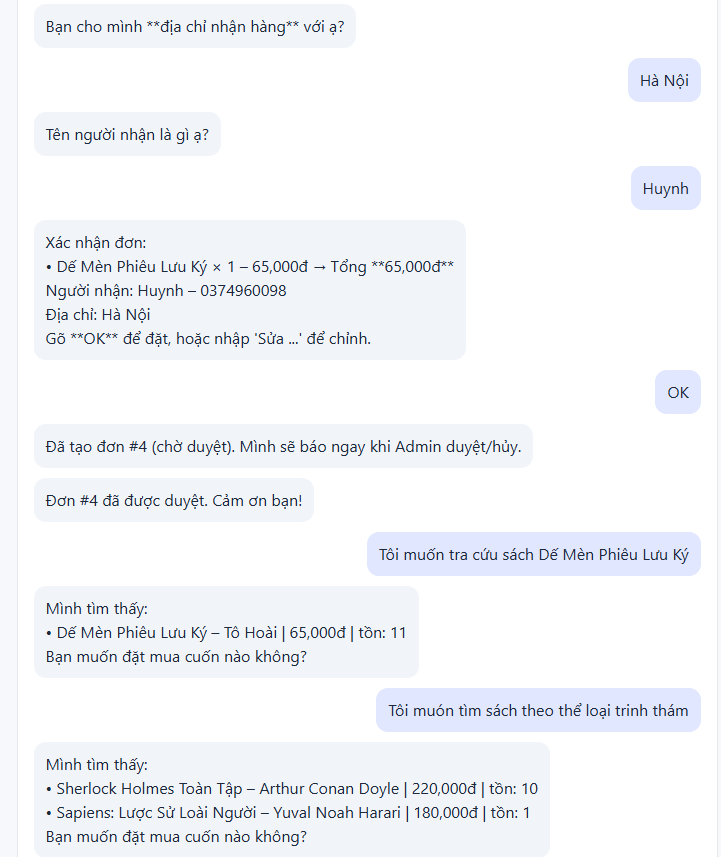 Bạn cho mình **địa chỉ nhận hàng** với ạ?
Hà Nội
Tên người nhận là gì ạ?
Huynh
Xác nhận đơn:
• Dế Mèn Phiêu Lưu Ký × 1 – 65,000đ → Tổng **65,000đ**
Người nhận: Huynh – 0374960098
Địa chỉ: Hà Nội
Gõ **OK** để đặt, hoặc nhập 'Sửa ...' để chỉnh.
OK
Đã tạo đơn #4 (chờ duyệt). Mình sẽ báo ngay khi Admin duyệt/hủy.
Đơn #4 đã được duyệt. Cảm ơn bạn!
Tôi muốn tra cứu sách Dế Mèn Phiêu Lưu Ký
Mình tìm thấy:
• Dế Mèn Phiêu Lưu Ký – Tô Hoài | 65,000đ | tồn: 11
Bạn muốn đặt mua cuốn nào không?
Tôi muón tìm sách theo thể loại trinh thám
Mình tìm thấy:
• Sherlock Holmes Toàn Tập – Arthur Conan Doyle | 220,000đ | tồn: 10
• Sapiens: Lược Sử Loài Người – Yuval Noah Harari | 180,000đ | tồn: 1
Bạn muốn đặt mua cuốn nào không?